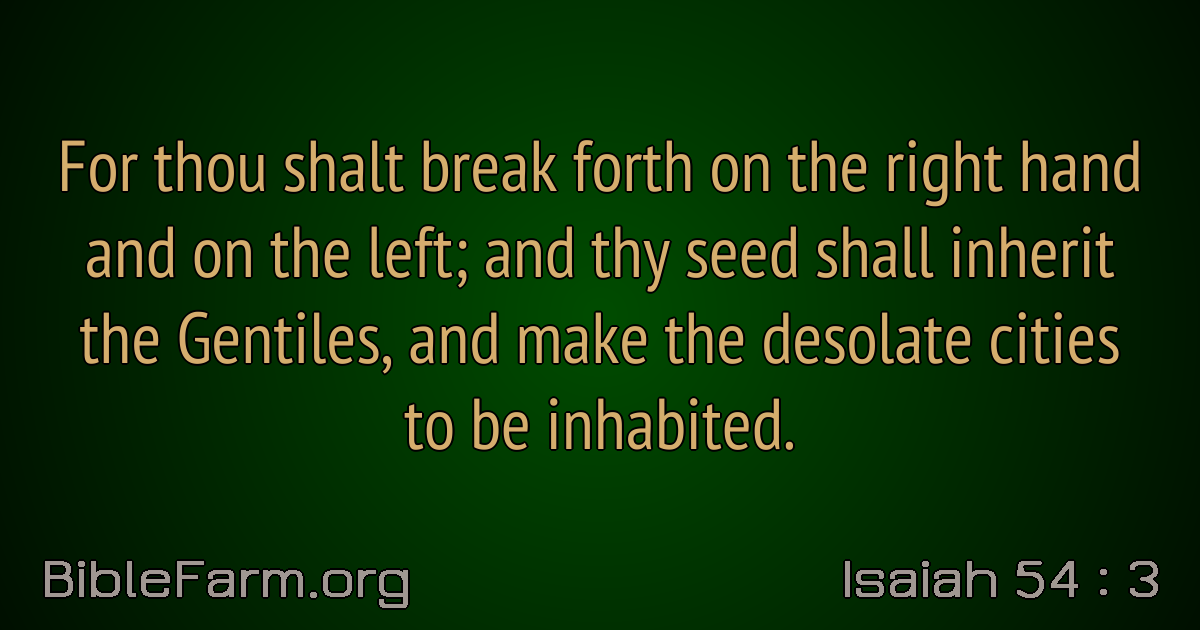 For thou shalt break forth on the right hand
and on the left; and thy seed shall inherit
the Gentiles, and make the desolate cities
to be inhabited.
BibleFarm.org
Isaiah 54 : 3